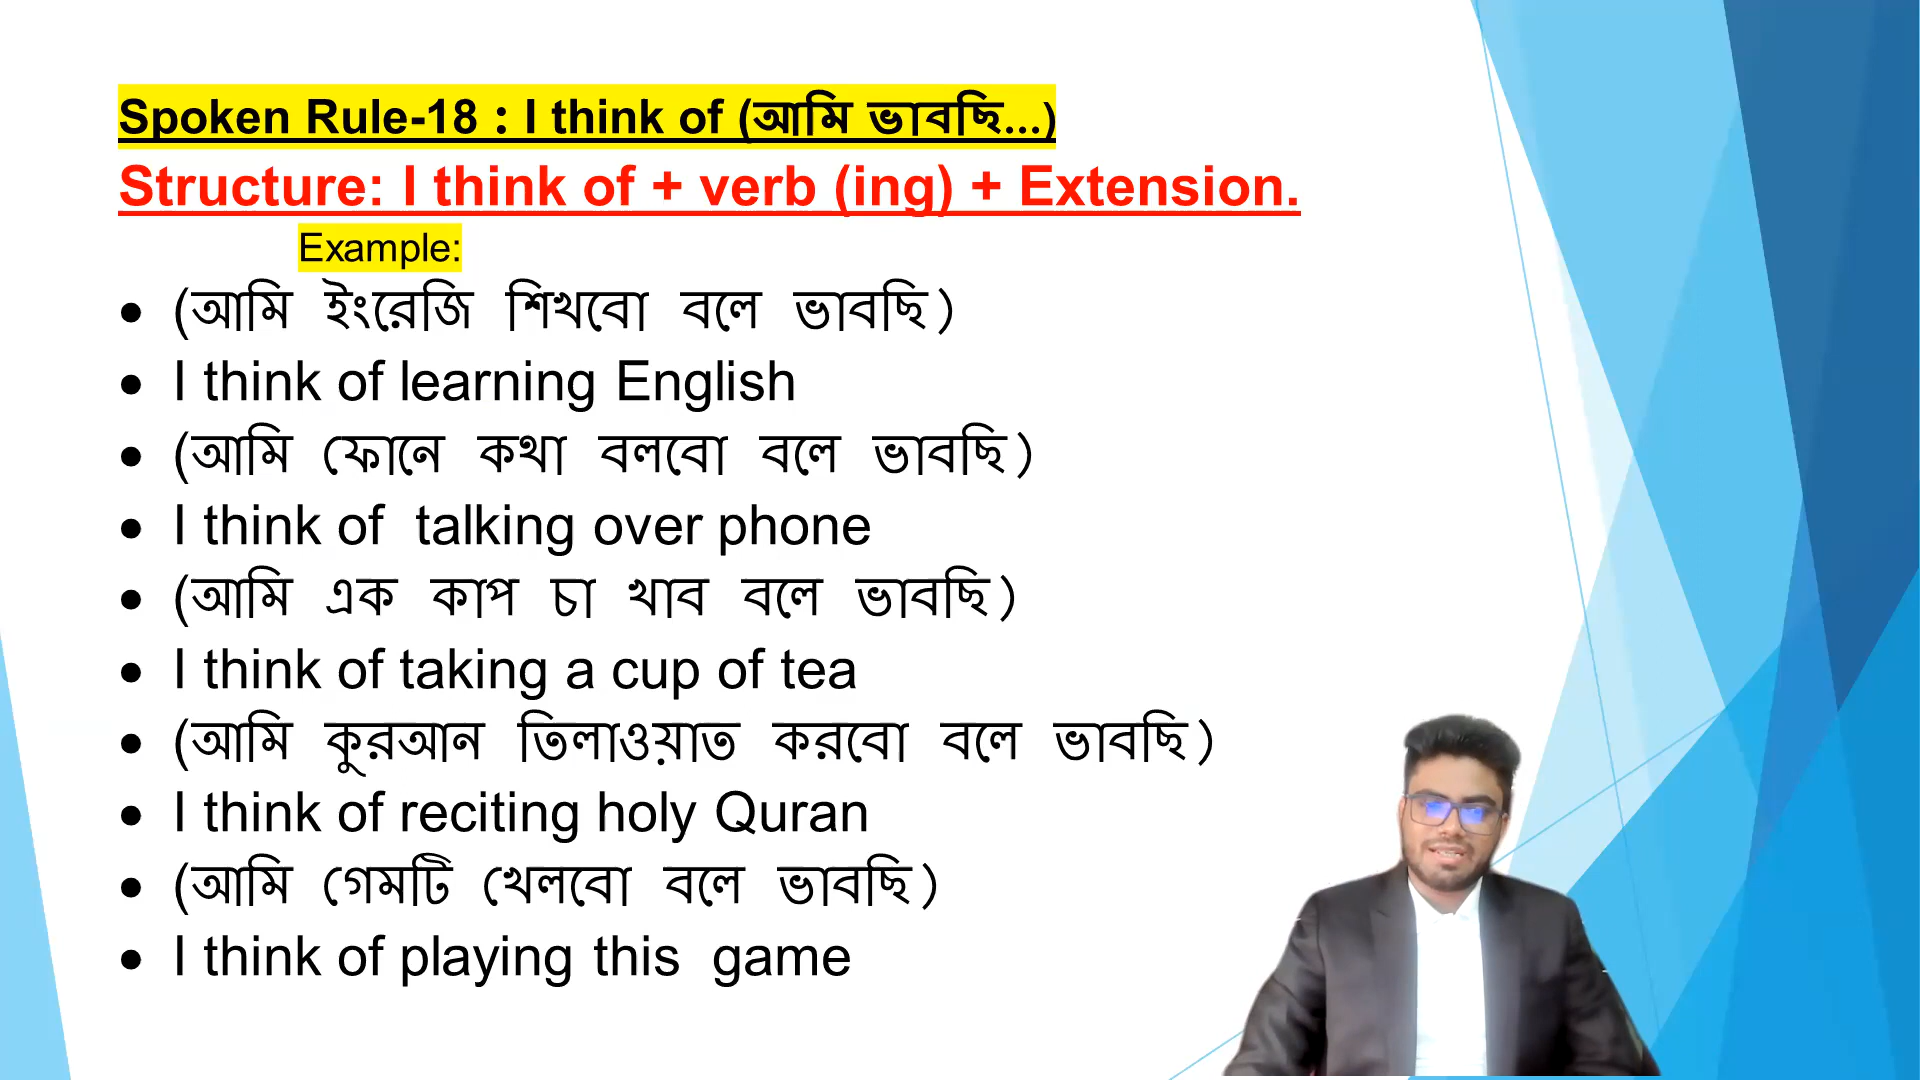 Spoken Rule-18 : I think of (আমি ভাবছি...)
Structure: I think of + verb (ing) + Extension.
Example:
• (আমি ইংরেজি শিখবো বলে ভাবছি)
• I think of learning English
• (আমি ফোনে কথা বলবো বলে ভাবছি)
• I think of talking over phone
• (আমি এক কাপ চা খাব বলে ভাবছি)
• I think of taking a cup of tea
• (আমি কুরআন তিলাওয়াত করবো বলে ভাবছি)
• I think of reciting holy Quran
• (আমি গেমটি খেলবো বলে ভাবছি)
• I think of playing this game